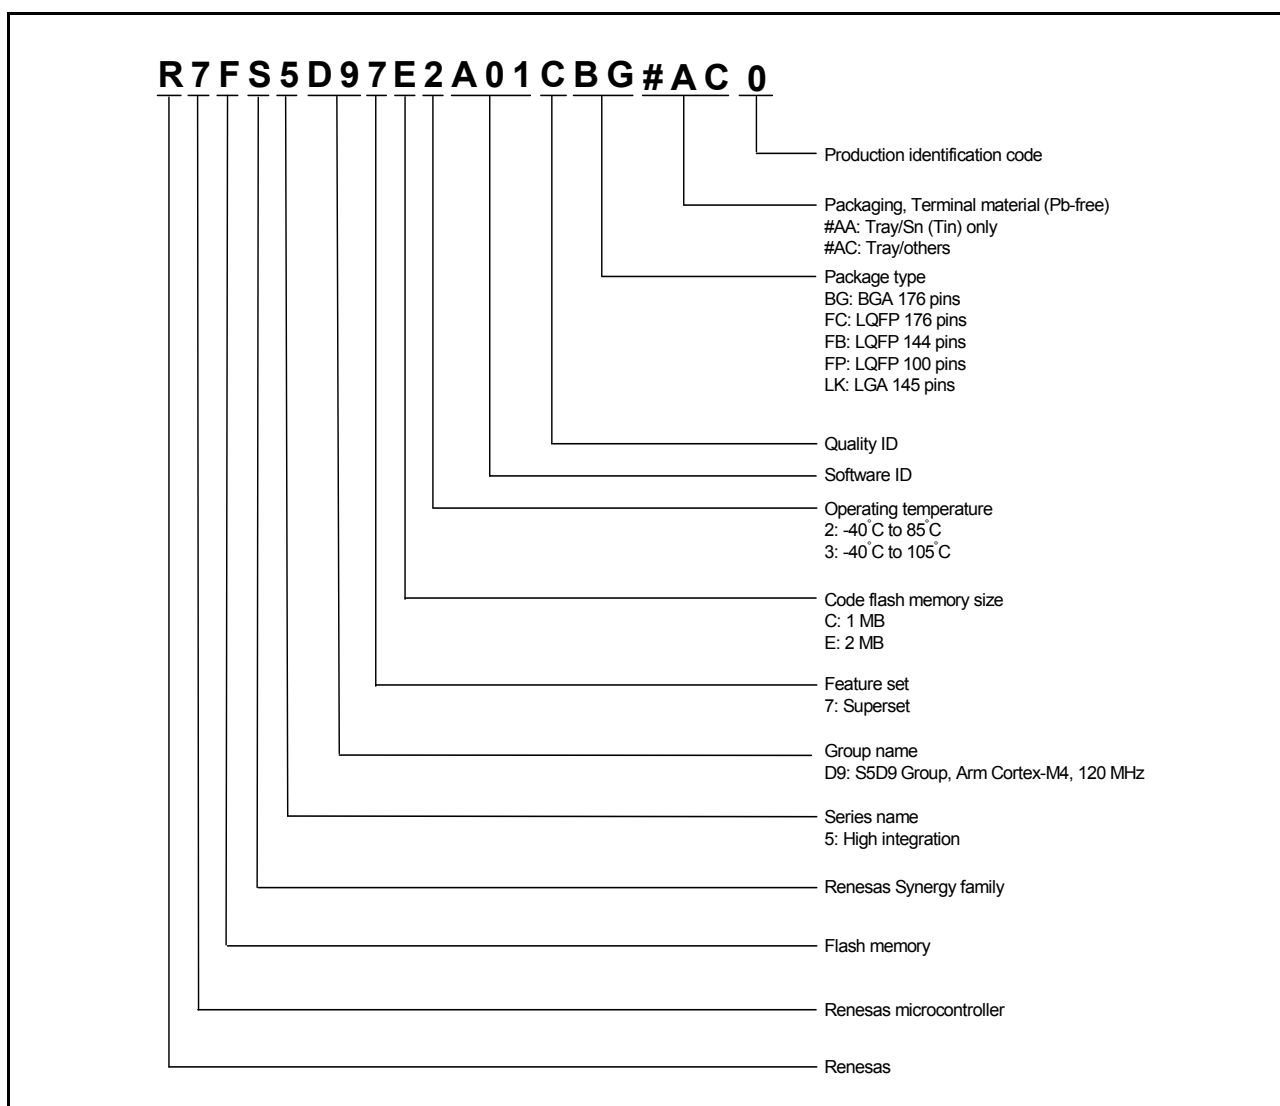 R7FS5D97E2A01CBG#AC0
Production identification code
Packaging, Terminal material (Pb-free)
#AA: Tray/Sn (Tin) only
#AC: Tray/others
Package type
BG: BGA 176 pins
FC: LQFP 176 pins
FB: LQFP 144 pins
FP: LQFP 100 pins
LK: LGA 145 pins
Quality ID
Software ID
Operating temperature
2: -40°C to 85°C
3: -40°C to 105°C
Code flash memory size
C: 1 MB
E: 2 MB
Feature set
7: Superset
Group name
D9: S5D9 Group, Arm Cortex-M4, 120 MHz
Series name
5: High integration
Renesas Synergy family
Flash memory
Renesas microcontroller
Renesas